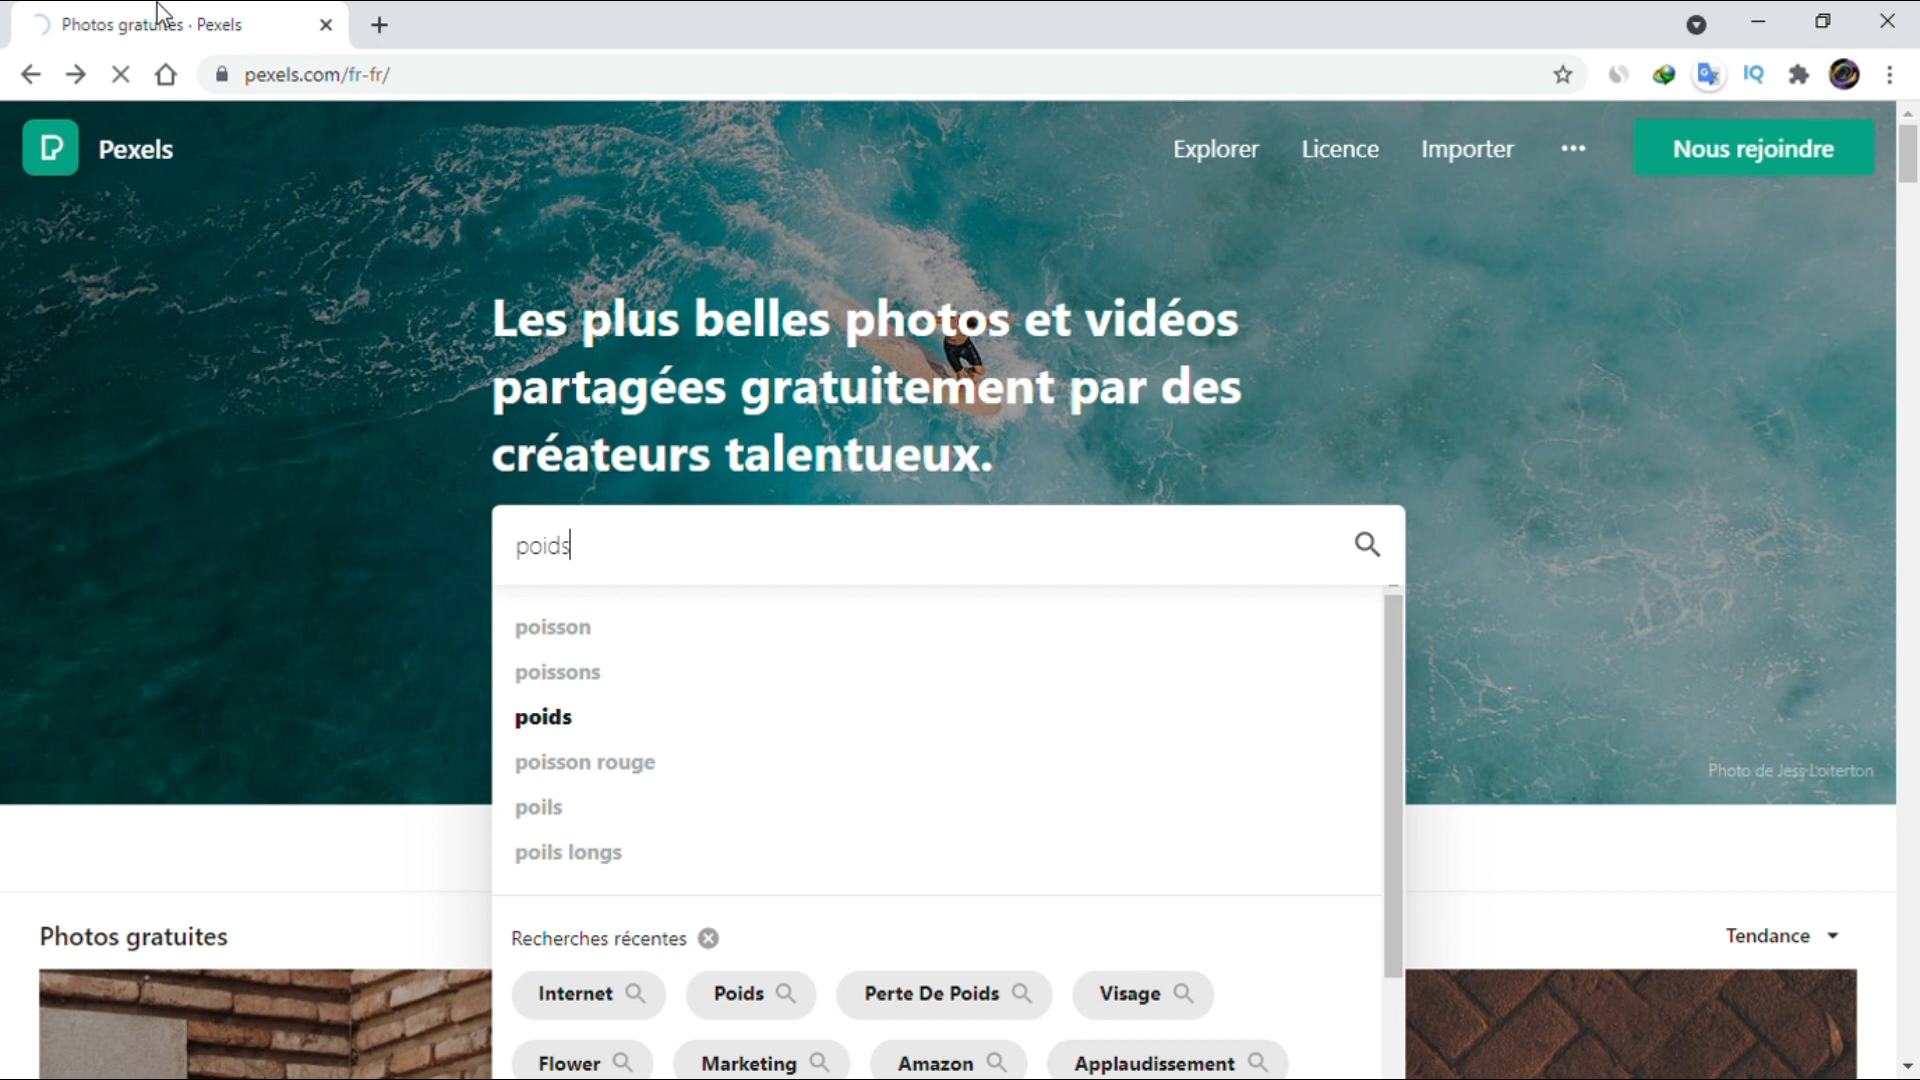 Photos gratuites · Pexels
pexels.com/fr-fr/
IQ
Pexels
Explorer Licence Importer ••• Nous rejoindre
Les plus belles photos et vidéos
partagées gratuitement par des
créateurs talentueux.
poids
poisson
poissons
poids
poisson rouge
poils
poils longs
Photo de Jess Loiterton
Recherches récentes
Photos gratuites
Tendance
Internet Poids Perte De Poids Visage
Flower Marketing Amazon Applaudissement